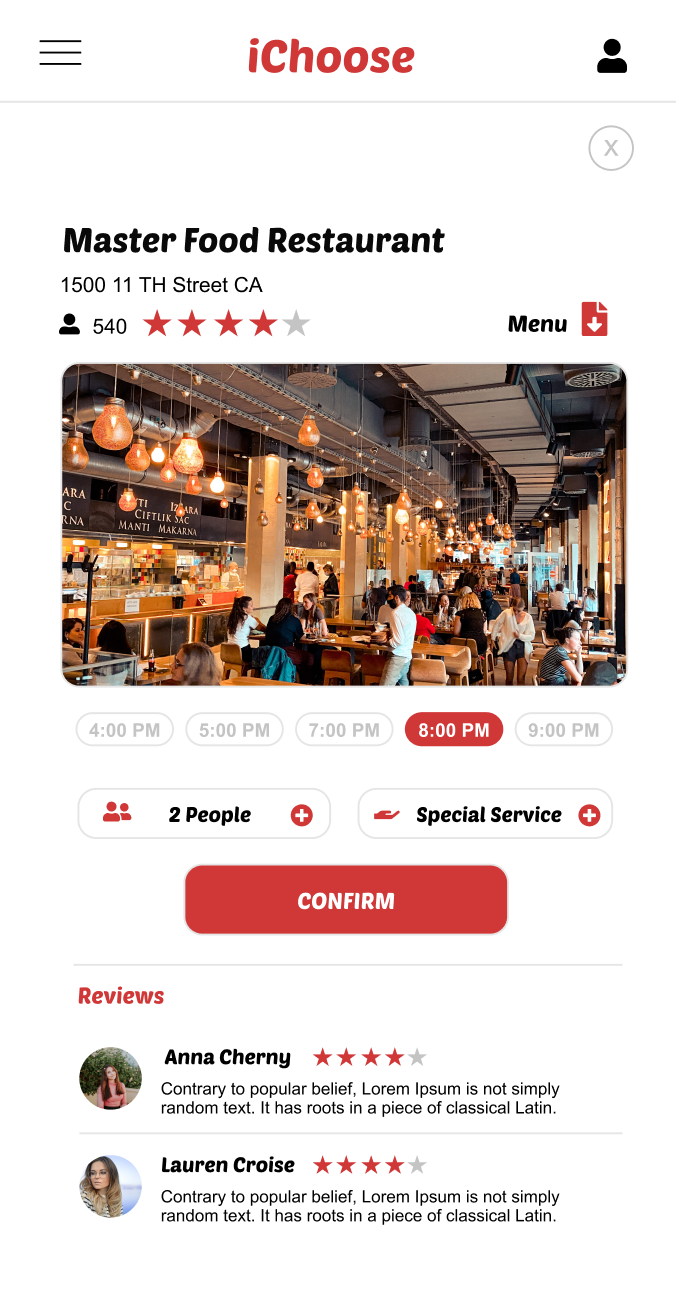 iChoose
X
Master Food Restaurant
1500 11 TH Street CA
540
Menu
ZARA
TI
IZGARA
ÇIFTLIK SAC
MANTI MAKARNA
4:00 PM
5:00 PM
7:00 PM
8:00 PM
9:00 PM
2 People
Special Service
CONFIRM
Reviews
Anna Cherny
Contrary to popular belief, Lorem Ipsum is not simply
random text. It has roots in a piece of classical Latin.
Lauren Croise
Contrary to popular belief, Lorem Ipsum is not simply
random text. It has roots in a piece of classical Latin.